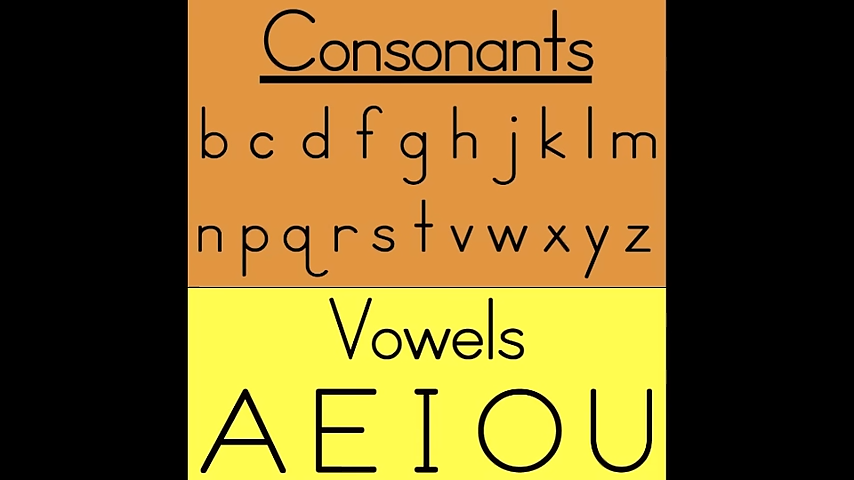 Consonants
b c d f g h j k l m
n p q r s t v w x y z
Vowels
A E I O U